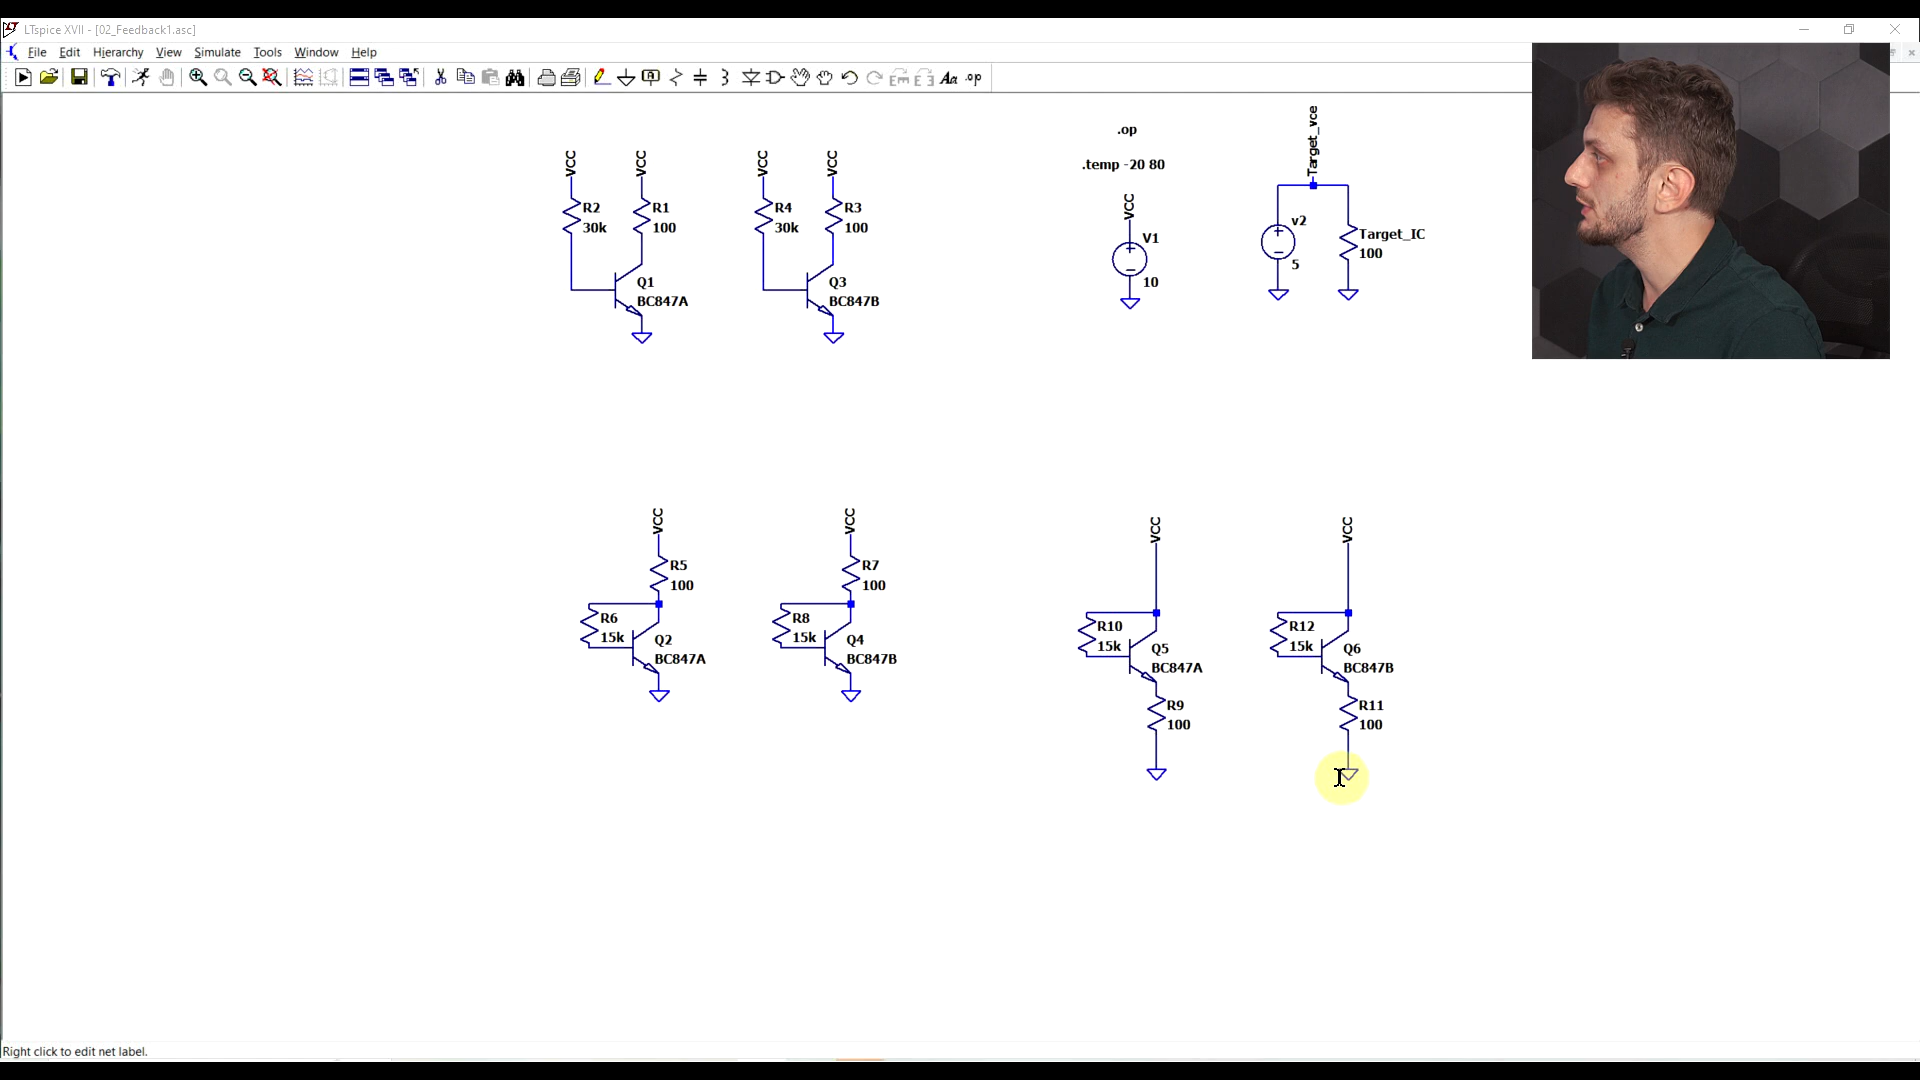 LTspice XVII - [02_Feedback1.asc]
File Edit Hierarchy View Simulate Tools Window Help
Aa .op
.op
.temp -20 80
VCC
VCC
VCC
VCC
R2
30k
R1
100
R4
30k
R3
100
Q1
BC847A
Q3
BC847B
VCC
V1
10
Target_vce
v2
5
Target_IC
100
VCC
VCC
R5
100
R7
100
R6
15k
R8
15k
Q2
BC847A
Q4
BC847B
VCC
VCC
R10
15k
R12
15k
Q5
BC847A
Q6
BC847B
R9
100
R11
100
Right click to edit net label.